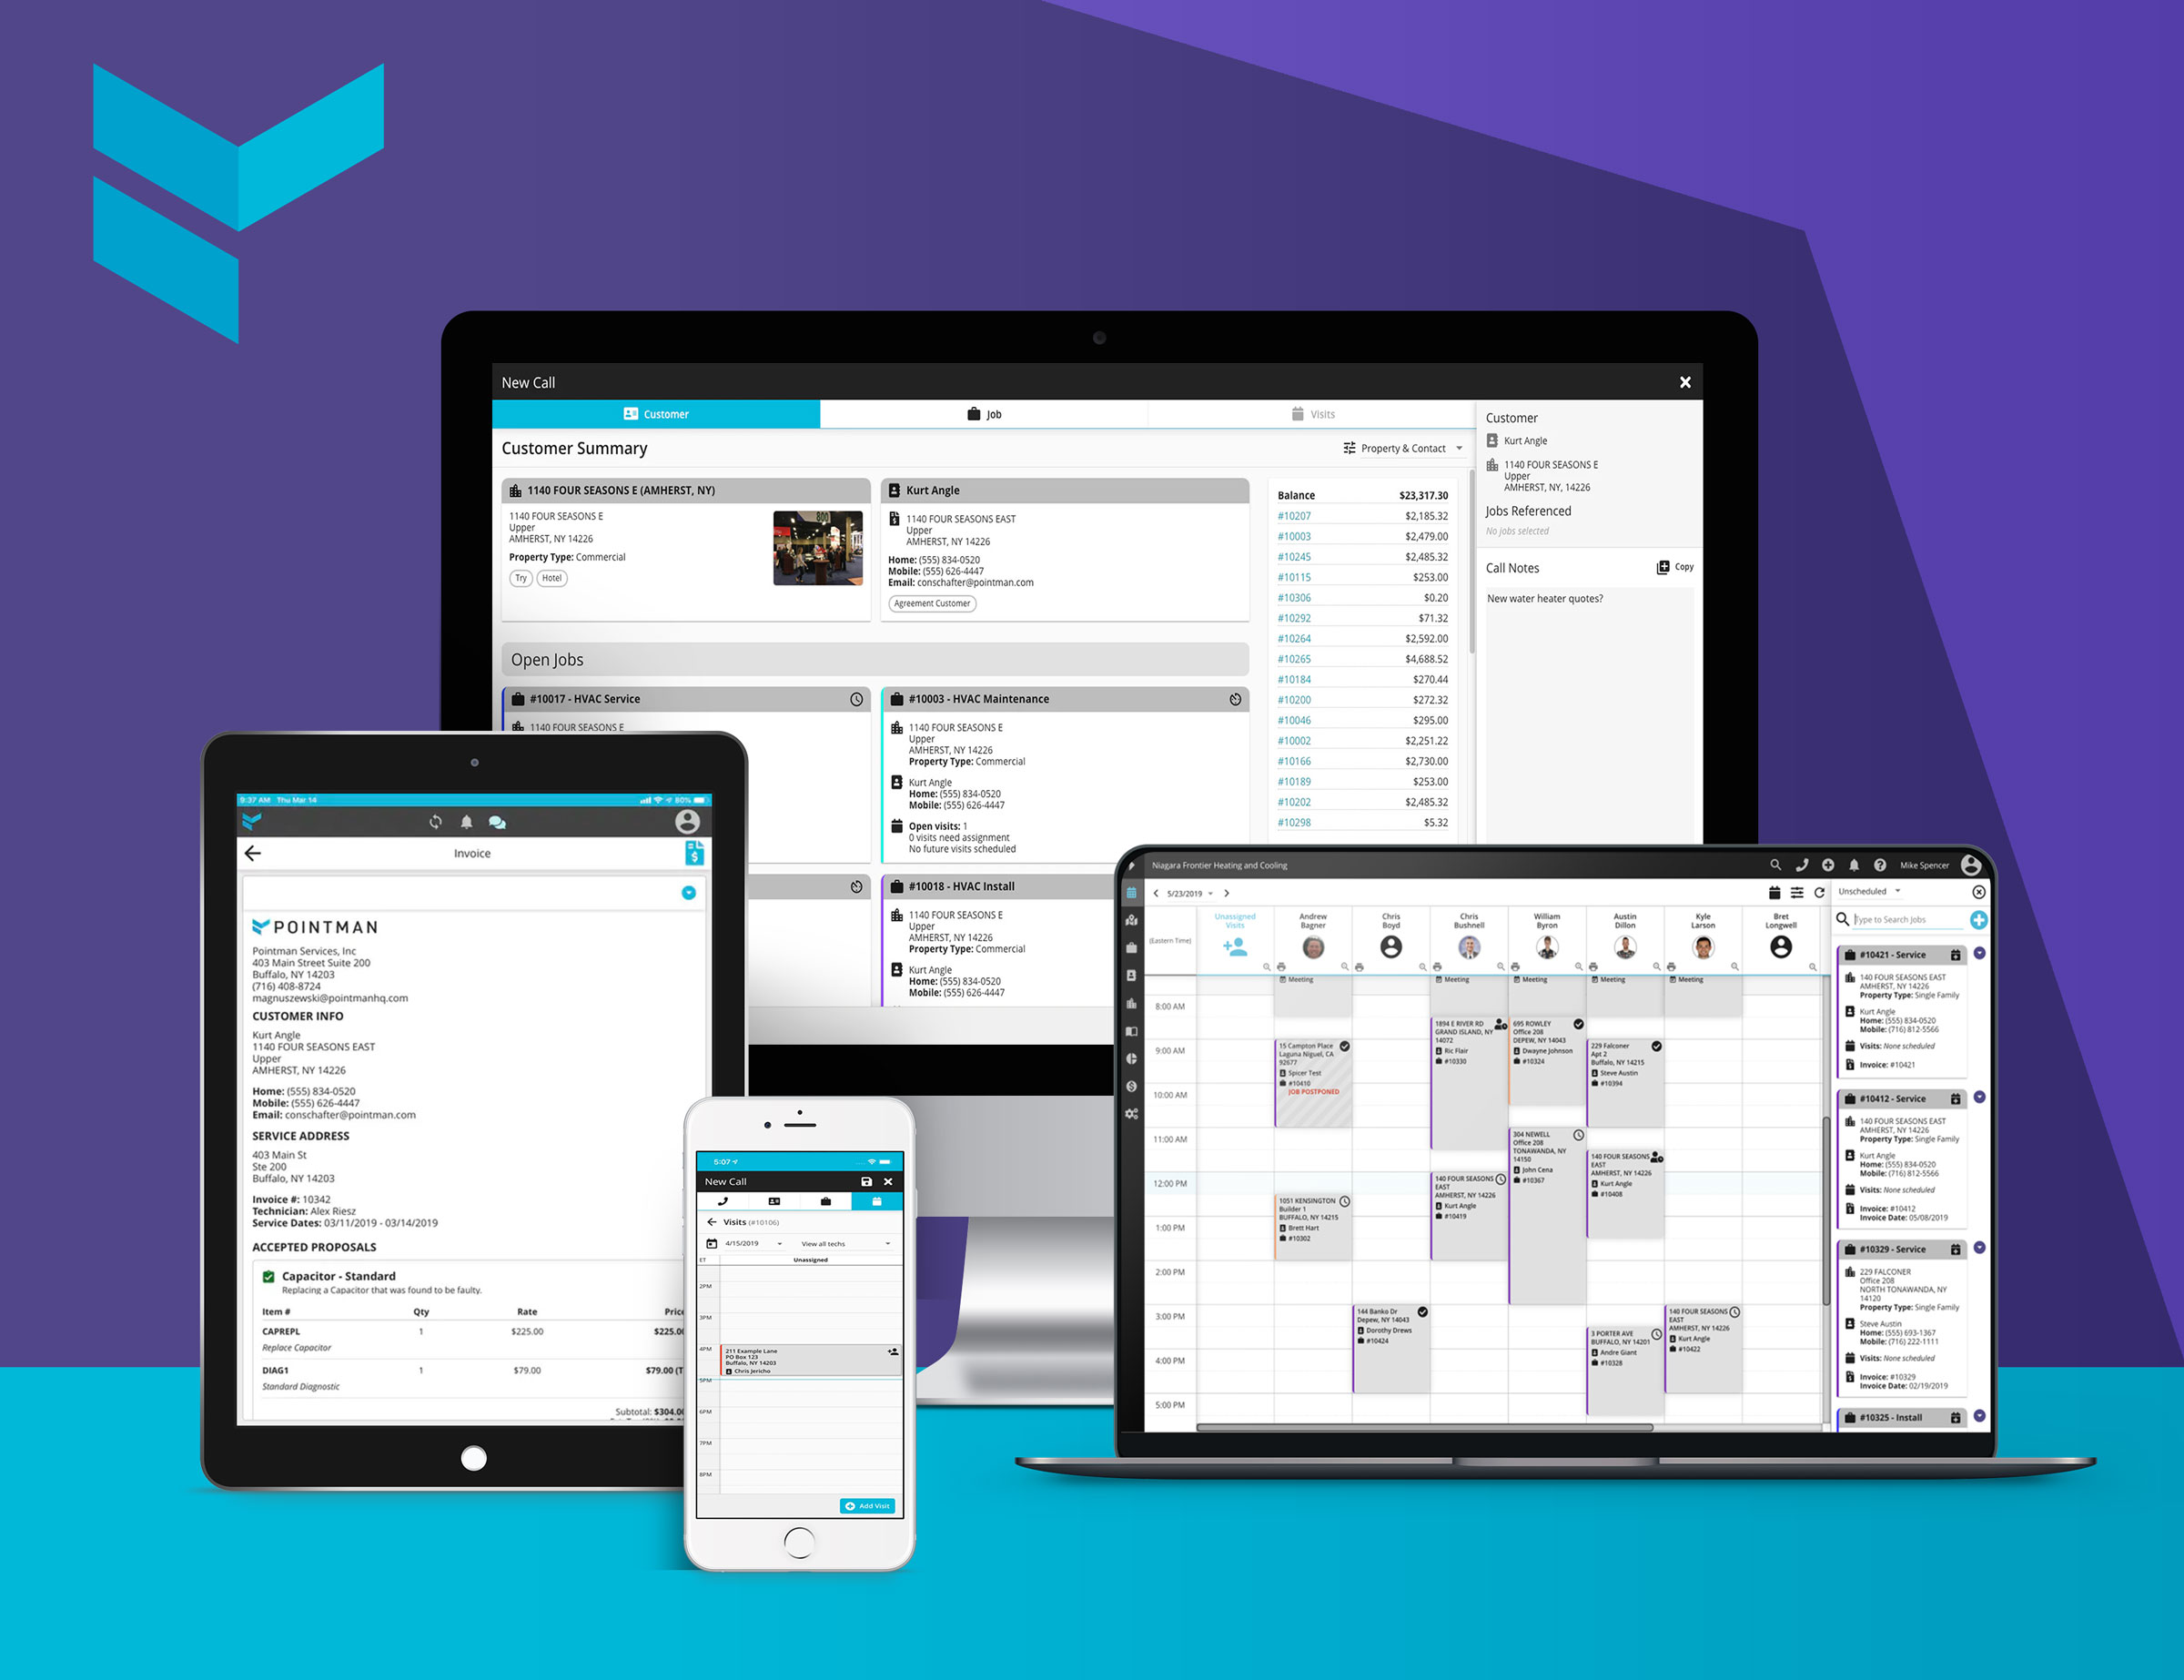 New Call
Customer
Job
Visits
Customer Summary
Property & Contact
1140 FOUR SEASONS E (AMHERST, NY)
1140 FOUR SEASONS E
Upper
AMHERST, NY 14226
Property Type: Commercial
Try
Hotel
Kurt Angle
1140 FOUR SEASONS EAST
Upper
AMHERST, NY 14226
Home: (555) 834-0520
Mobile: (555) 626-4447
Email: conschafter@pointman.com
Agreement Customer
Balance $23,317.30
#10207 $2,185.32
#10003 $2,479.00
#10245 $2,485.32
#10115 $253.00
#10306 $0.20
#10292 $71.32
#10264 $2,592.00
#10265 $4,688.52
#10184 $270.44
#10200 $272.32
#10046 $295.00
#10002 $2,251.22
#10166 $2,730.00
#10189 $253.00
#10202 $2,485.32
#10298 $5.32
Customer
Kurt Angle
1140 FOUR SEASONS E
Upper
AMHERST, NY, 14226
Jobs Referenced
No jobs selected
Call Notes
Copy
New water heater quotes?
Open Jobs
#10017 - HVAC Service
1140 FOUR SEASONS E
#10003 - HVAC Maintenance
1140 FOUR SEASONS E
Upper
AMHERST, NY 14226
Property Type: Commercial
Kurt Angle
Home: (555) 834-0520
Mobile: (555) 626-4447
Open visits: 1
0 visits need assignment
No future visits scheduled
#10018 - HVAC Install
1140 FOUR SEASONS E
Upper
AMHERST, NY 14226
Property Type: Commercial
Kurt Angle
Home: (555) 834-0520
Mobile: (555) 626-4447
9:37 AM Thu Mar 14
80%
Invoice
POINTMAN
Pointman Services, Inc
403 Main Street Suite 200
Buffalo, NY 14203
(716) 408-8724
magnuszewski@pointmanhq.com
CUSTOMER INFO
Kurt Angle
1140 FOUR SEASONS EAST
Upper
AMHERST, NY 14226
Home: (555) 834-0520
Mobile: (555) 626-4447
Email: conschafter@pointman.com
SERVICE ADDRESS
403 Main St
Ste 200
Buffalo, NY 14203
Invoice #: 10342
Technician: Alex Riesz
Service Dates: 03/11/2019 - 03/14/2019
ACCEPTED PROPOSALS
Capacitor - Standard
Replacing a Capacitor that was found to be faulty.
Item # Qty Rate Price
CAPREPL 1 $225.00 $225.00
Replace Capacitor
DIAG1 1 $79.00 $79.00 (T
Standard Diagnostic
Subtotal: $304.00
5:07
New Call
Visits (#10106)
4/15/2019
View all techs
ET
Unassigned
2PM
3PM
4PM
211 Example Lane
PO Box 123
Buffalo, NY 14203
Chris Jericho
5PM
6PM
7PM
8PM
Add Visit
Niagara Frontier Heating and Cooling
Mike Spencer
5/23/2019
Unscheduled
(Eastern Time)
Unassigned
Visits
Andrew
Bagner
Chris
Boyd
Chris
Bushnell
William
Byron
Austin
Dillon
Kyle
Larson
Bret
Longwell
Type to Search Jobs
8:00 AM
9:00 AM
10:00 AM
11:00 AM
12:00 PM
1:00 PM
2:00 PM
3:00 PM
4:00 PM
5:00 PM
Meeting
15 Campton Place
Laguna Niguel, CA
92677
Spicer Test
#10410
JOB POSTPONED
1051 KENSINGTON
Builder 1
BUFFALO, NY 14215
Brett Hart
#10302
144 Banko Dr
Depew, NY 14043
Dorothy Drews
#10424
Meeting
1894 E RIVER RD
GRAND ISLAND, NY
14072
Ric Flair
#10330
140 FOUR SEASONS
EAST
AMHERST, NY 14226
Kurt Angle
#10419
Meeting
695 ROWLEY
Office 208
DEPEW, NY 14043
Dwayne Johnson
#10324
304 NEWELL
Office 208
TONAWANDA, NY
14150
John Cena
#10367
Meeting
229 Falconer
Apt 2
Buffalo, NY 14215
Steve Austin
#10394
140 FOUR SEASONS
EAST
AMHERST, NY 14226
Kurt Angle
#10408
3 PORTER AVE
BUFFALO, NY 14201
Andre Giant
#10328
Meeting
140 FOUR SEASONS
EAST
AMHERST, NY 14226
Kurt Angle
#10422
#10421 - Service
140 FOUR SEASONS EAST
AMHERST, NY 14226
Property Type: Single Family
Kurt Angle
Home: (555) 834-0520
Mobile: (716) 812-5566
Visits: None scheduled
Invoice: #10421
#10412 - Service
140 FOUR SEASONS EAST
AMHERST, NY 14226
Property Type: Single Family
Kurt Angle
Home: (555) 834-0520
Mobile: (716) 812-5566
Visits: None scheduled
Invoice: #10412
Invoice Date: 05/08/2019
#10329 - Service
229 FALCONER
Office 208
NORTH TONAWANDA, NY
14120
Property Type: Single Family
Steve Austin
Home: (555) 693-1367
Mobile: (716) 222-1111
Visits: None scheduled
Invoice: #10329
Invoice Date: 02/19/2019
#10325 - Install